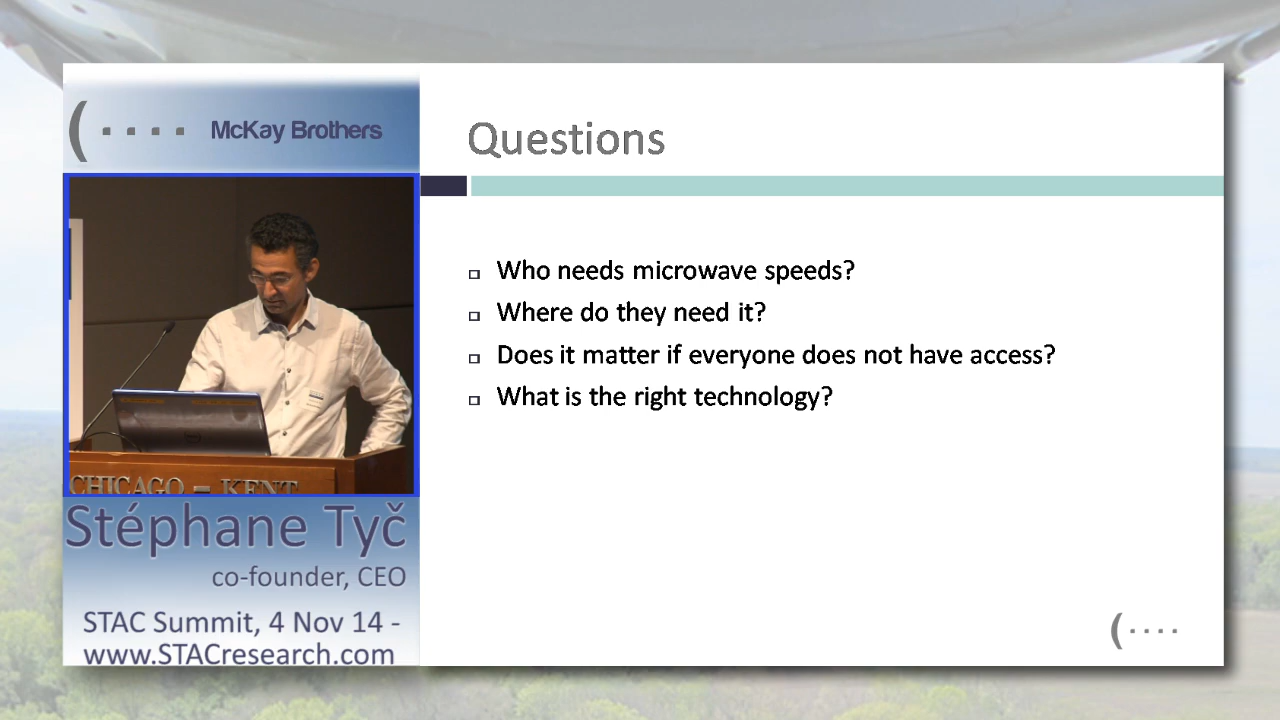 McKay Brothers
Questions
Who needs microwave speeds?
Where do they need it?
Does it matter if everyone does not have access?
What is the right technology?
CHICAGO – KENT
Stéphane Tyč
co-founder, CEO
STAC Summit, 4 Nov 14 -
www.STACresearch.com